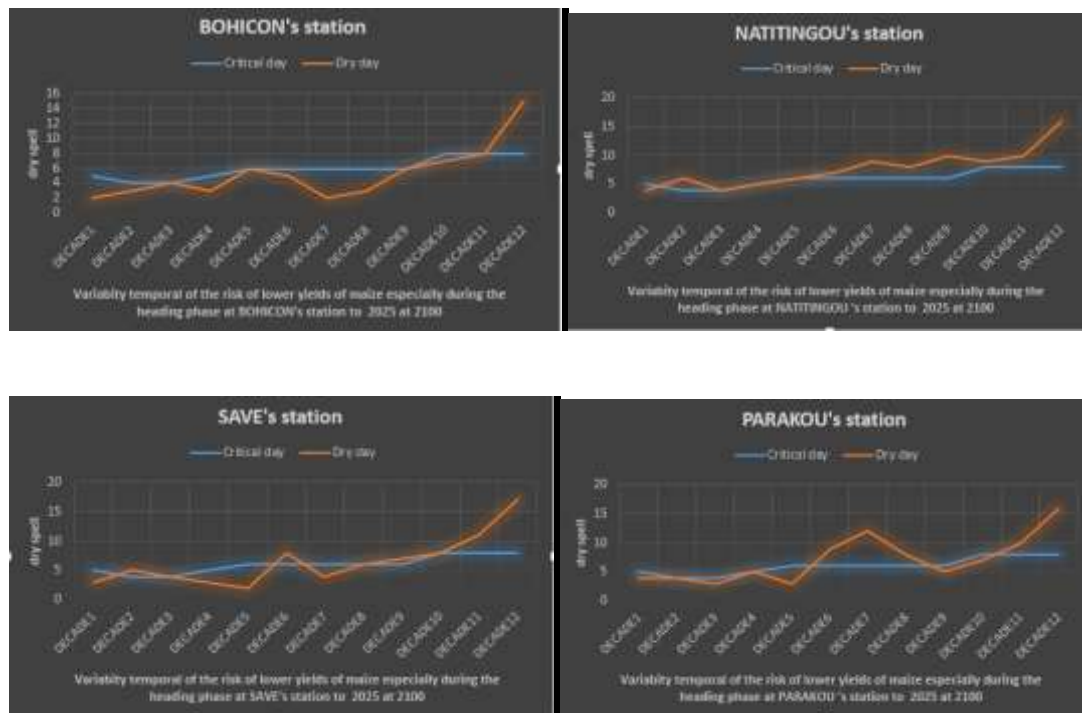 BOHICON's station
Critical day Dry day
dry spell
16
14
12
10
8
6
4
2
0
DECADE1
DECADE2
DECADE3
DECADE4
DECADE5
DECADE6
DECADE7
DECADE8
DECADE9
DECADE10
DECADE11
DECADE12
Variabity temporal of the risk of lower yields of maize especially during the
heading phase at BOHICON's station to 2025 at 2100
NATITINGOU's station
Critical day Dry day
dry spell
20
15
10
5
0
DECADE1
DECADE2
DECADE3
DECADE4
DECADE5
DECADE6
DECADE7
DECADE8
DECADE9
DECADE10
DECADE11
DECADE12
Variabity temporal of the risk of lower yields of maize especially during the
heading phase at NATITINGOU 's station to 2025 at 2100
SAVE's station
Critical day Dry day
dry spell
20
15
10
5
0
DECADE1
DECADE2
DECADE3
DECADE4
DECADE5
DECADE6
DECADE7
DECADE8
DECADE9
DECADE10
DECADE11
DECADE12
Variabity temporal of the risk of lower yields of maize especially during the
heading phase at SAVE's station to 2025 at 2100
PARAKOU's station
Critical day Dry day
dry spell
20
15
10
5
0
DECADE1
DECADE2
DECADE3
DECADE4
DECADE5
DECADE6
DECADE7
DECADE8
DECADE9
DECADE10
DECADE11
DECADE12
Variabity temporal of the risk of lower yields of maize especially during the
heading phase at PARAKOU 's station to 2025 at 2100